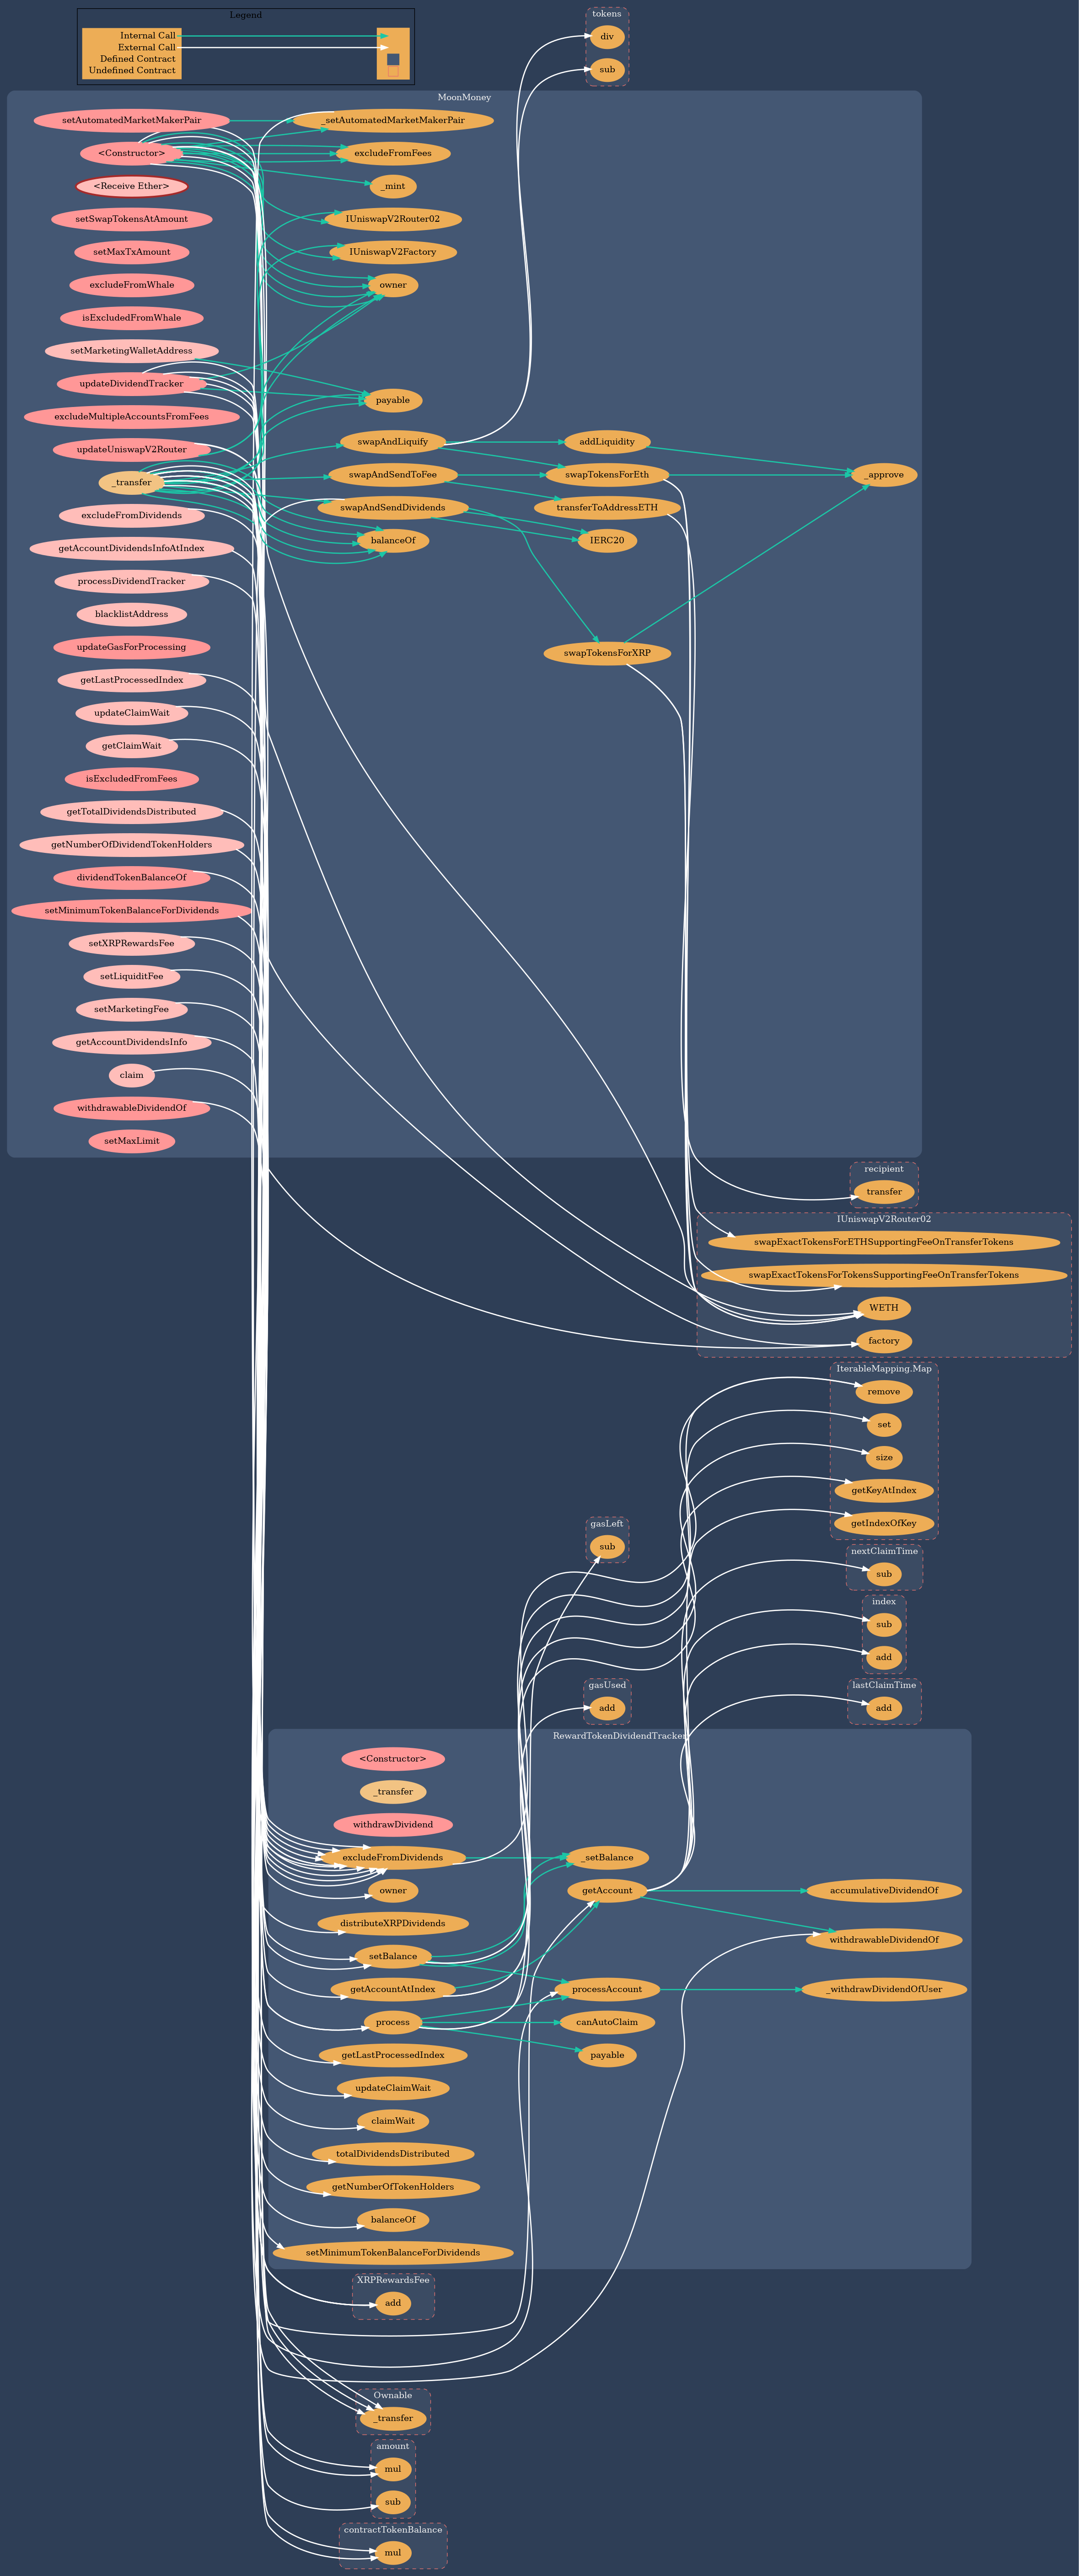 Legend
Internal Call
External Call
Defined Contract
Undefined Contract
tokens
div
sub
MoonMoney
setAutomatedMarketMakerPair
<Constructor>
<Receive Ether>
setSwapTokensAtAmount
setMaxTxAmount
excludeFromWhale
isExcludedFromWhale
setMarketingWalletAddress
updateDividendTracker
excludeMultipleAccountsFromFees
updateUniswapV2Router
_transfer
excludeFromDividends
getAccountDividendsInfoAtIndex
processDividendTracker
blacklistAddress
updateGasForProcessing
getLastProcessedIndex
updateClaimWait
getClaimWait
isExcludedFromFees
getTotalDividendsDistributed
getNumberOfDividendTokenHolders
dividendTokenBalanceOf
setMinimumTokenBalanceForDividends
setXRPRewardsFee
setLiquiditFee
setMarketingFee
getAccountDividendsInfo
claim
withdrawableDividendOf
setMaxLimit
_setAutomatedMarketMakerPair
excludeFromFees
_mint
IUniswapV2Router02
IUniswapV2Factory
owner
payable
swapAndLiquify
swapAndSendToFee
swapAndSendDividends
balanceOf
addLiquidity
swapTokensForEth
transferToAddressETH
IERC20
swapTokensForXRP
_approve
recipient
transfer
IUniswapV2Router02
swapExactTokensForETHSupportingFeeOnTransferTokens
swapExactTokensForTokensSupportingFeeOnTransferTokens
WETH
factory
IterableMapping.Map
remove
set
size
getKeyAtIndex
getIndexOfKey
gasLeft
sub
nextClaimTime
sub
index
sub
add
gasUsed
add
lastClaimTime
add
RewardTokenDividendTracker
<Constructor>
_transfer
withdrawDividend
excludeFromDividends
owner
distributeXRPDividends
setBalance
getAccountAtIndex
process
getLastProcessedIndex
updateClaimWait
claimWait
totalDividendsDistributed
getNumberOfTokenHolders
balanceOf
setMinimumTokenBalanceForDividends
_setBalance
getAccount
processAccount
canAutoClaim
payable
accumulativeDividendOf
withdrawableDividendOf
_withdrawDividendOfUser
XRPRewardsFee
add
Ownable
_transfer
amount
mul
sub
contractTokenBalance
mul